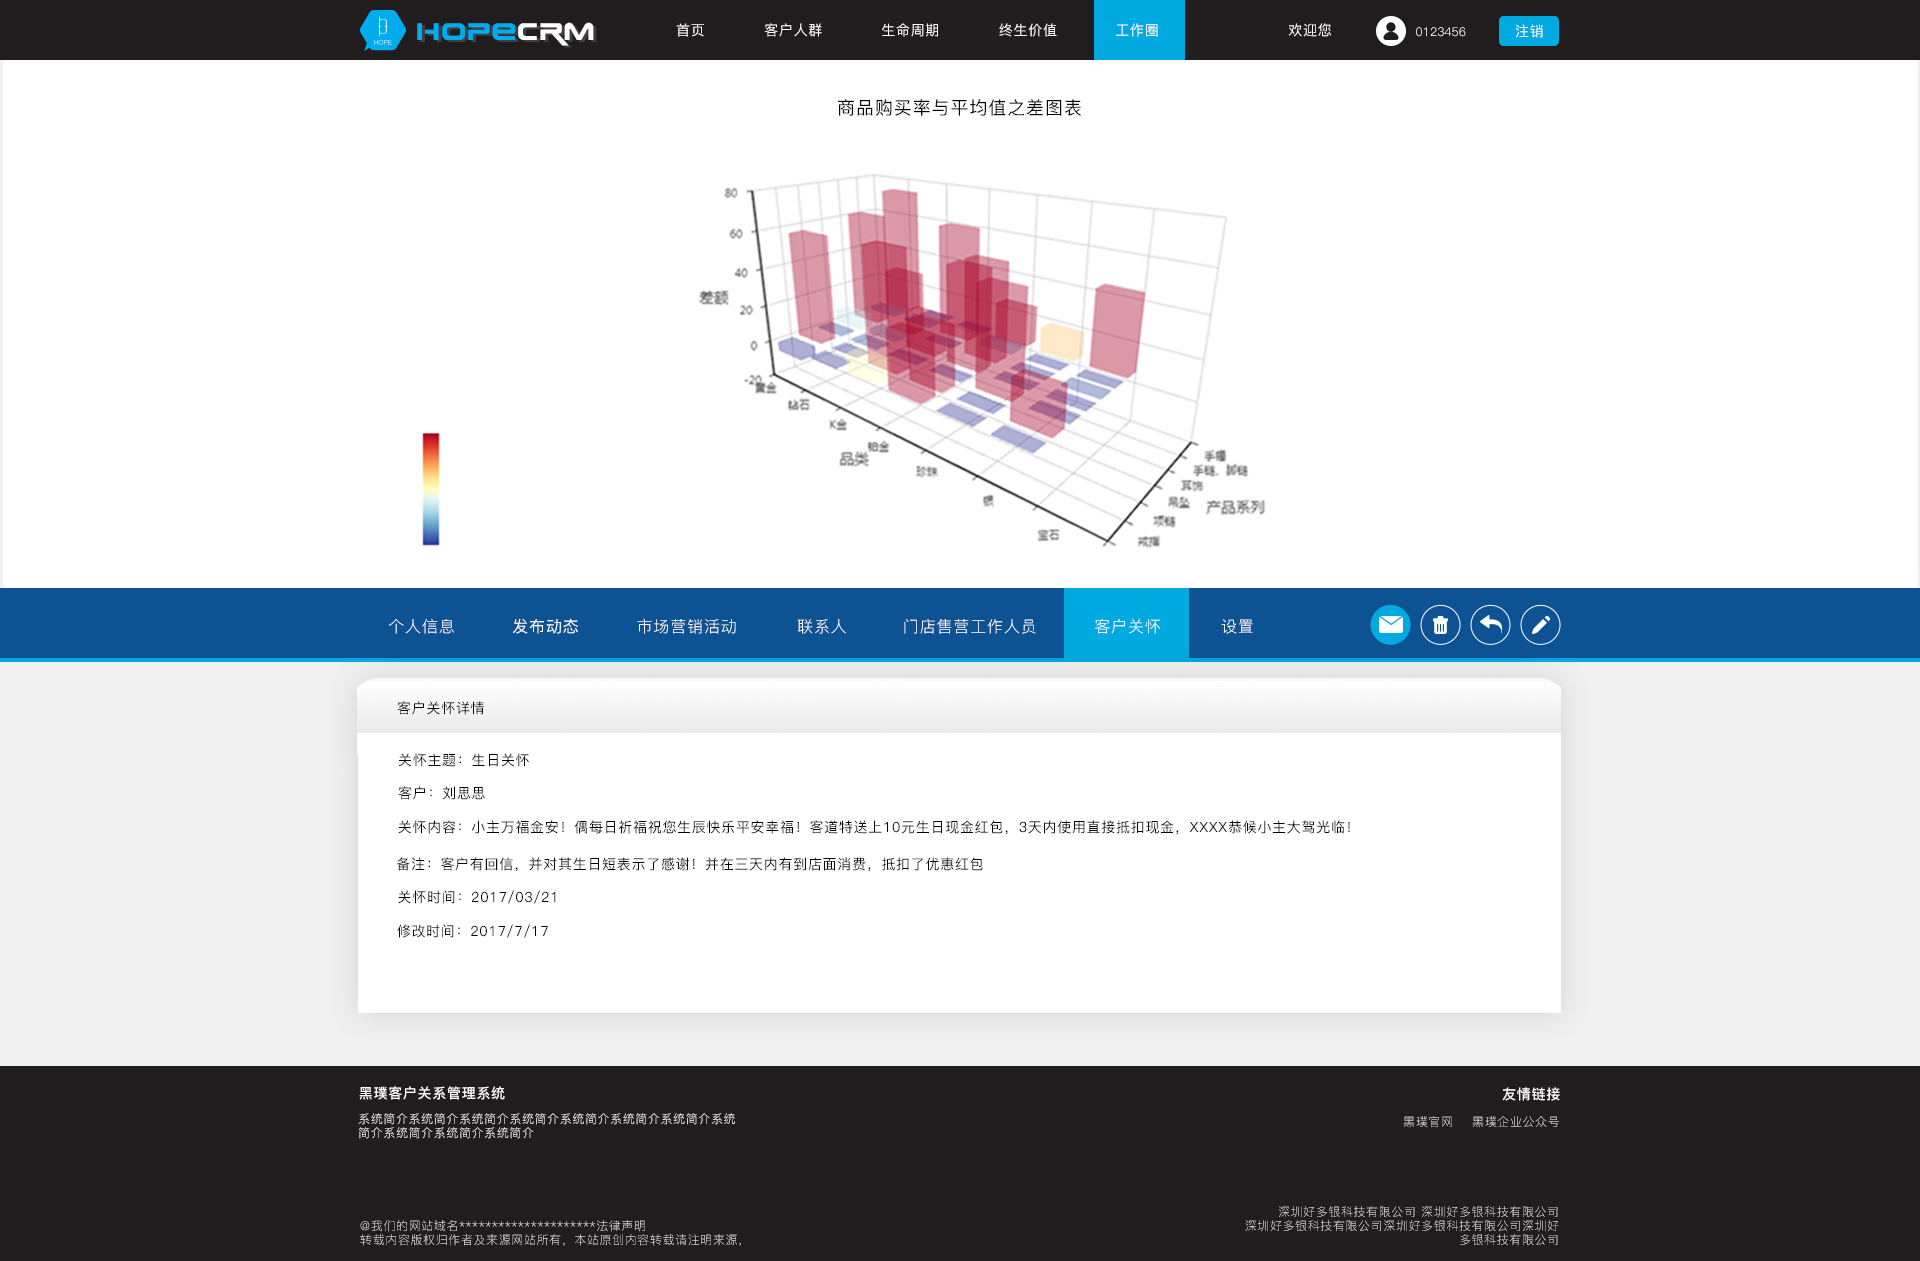 HOPE HOPECRM 首页 客户人群 生命周期 终生价值 工作圈 欢迎您 0123456 注销
商品购买率与平均值之差图表
80
60
40
20
0
-20
差额
黄金
钻石
K金
铂金
珍珠
银
宝石
品类
手镯
手链、脚链
耳饰
吊坠
项链
戒指
产品系列
个人信息 发布动态 市场营销活动 联系人 门店售营工作人员 客户关怀 设置
客户关怀详情
关怀主题：生日关怀
客户：刘思思
关怀内容：小主万福金安！偶每日祈福祝您生辰快乐平安幸福！客道特送上10元生日现金红包，3天内使用直接抵扣现金，XXXX恭候小主大驾光临！
备注：客户有回信，并对其生日短表示了感谢！并在三天内有到店面消费，抵扣了优惠红包
关怀时间：2017/03/21
修改时间：2017/7/17
黑璞客户关系管理系统
系统简介系统简介系统简介系统简介系统简介系统简介系统简介系统
简介系统简介系统简介系统简介
友情链接
黑璞官网 黑璞企业公众号
@我们的网站域名*********************法律声明
转载内容版权归作者及来源网站所有，本站原创内容转载请注明来源，
深圳好多银科技有限公司 深圳好多银科技有限公司
深圳好多银科技有限公司深圳好多银科技有限公司深圳好
多银科技有限公司